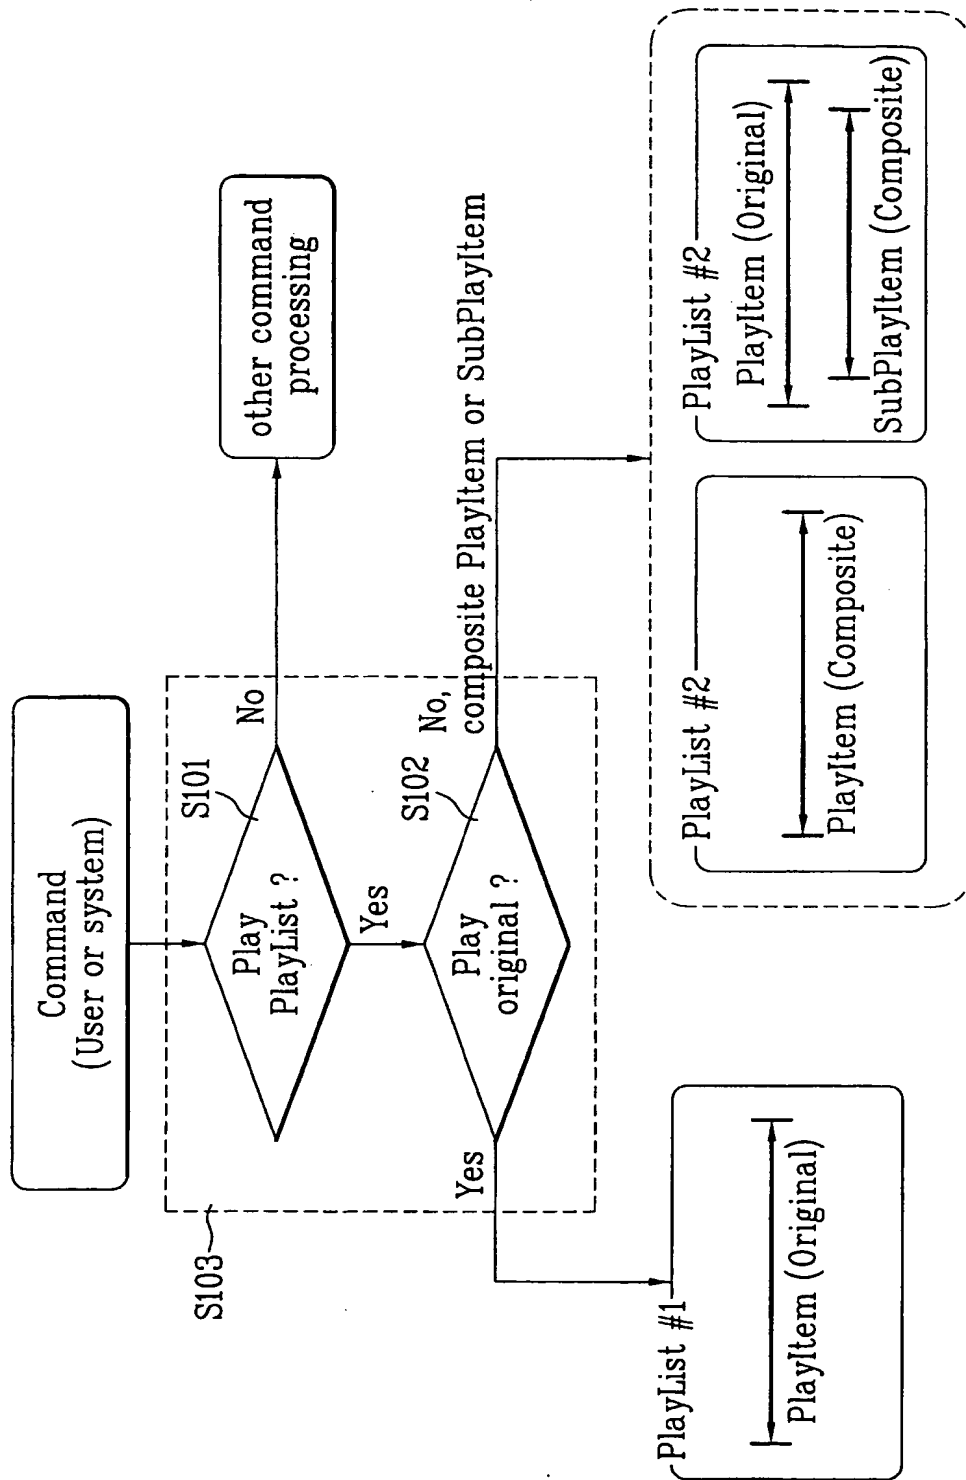 Command
(User or system)
S103
S101
Play
PlayList ?
No
other command
processing
Yes
S102
Play
original ?
Yes
No,
composite PlayItem or SubPlayItem
PlayList #1
PlayItem (Original)
PlayList #2
PlayItem (Composite)
PlayList #2
PlayItem (Original)
SubPlayItem (Composite)